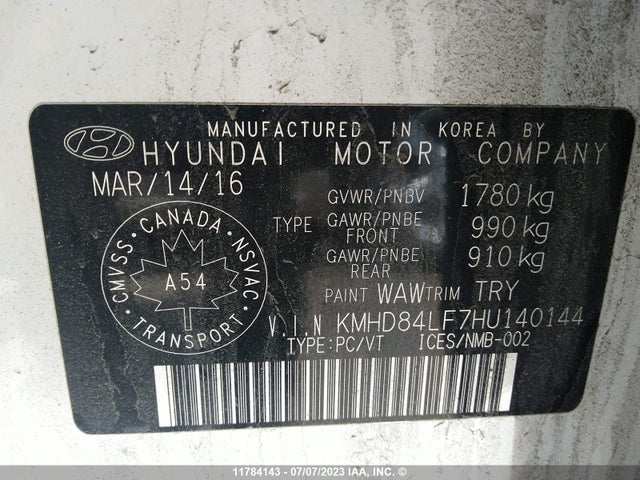 MANUFACTURED IN KOREA BY
HYUNDAI MOTOR COMPANY
MAR/14/16
GVWR/PNBV 1780 kg
TYPE GAWR/PNBE FRONT 990 kg
GAWR/PNBE REAR 910 kg
PAINT WAW TRIM TRY
CANADA
CMVSS
NSVAC
A54
TRANSPORT
V.I.N KMHD84LF7HU140144
TYPE:PC/VT ICES/NMB-002
11784143 - 07/07/2023 IAA, INC. ©